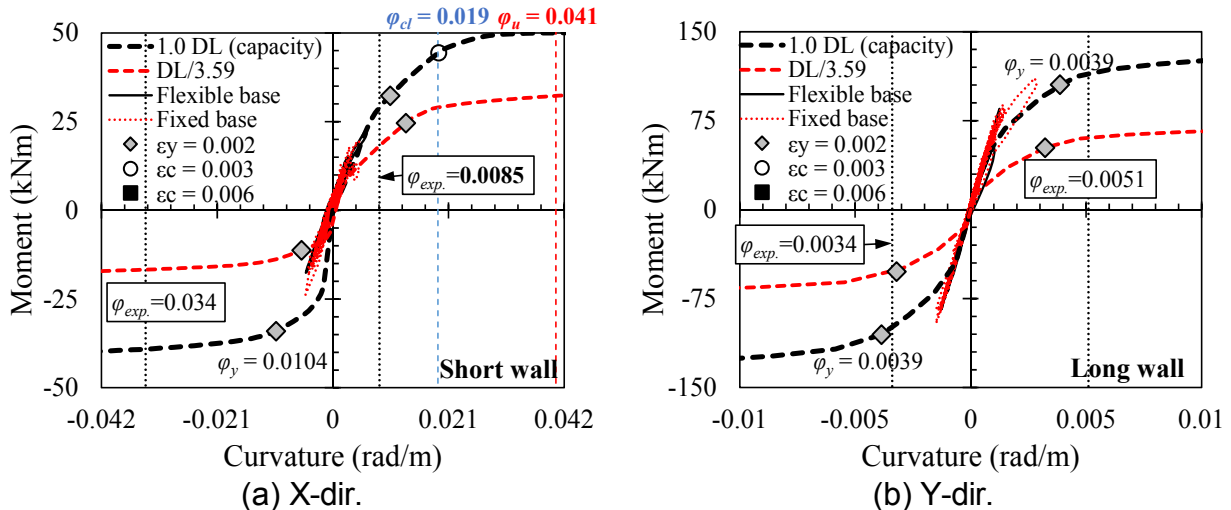 φcl = 0.019 φu = 0.041
50
25
0
-25
-50
Moment (kNm)
1.0 DL (capacity)
DL/3.59
Flexible base
Fixed base
εy = 0.002
εc = 0.003
εc = 0.006
φexp.=0.0085
φexp.=0.034
φy = 0.0104
Short wall
-0.042 -0.021 0 0.021 0.042
Curvature (rad/m)
(a) X-dir.
150
75
0
-75
-150
Moment (kNm)
1.0 DL (capacity)
DL/3.59
Flexible base
Fixed base
εy = 0.002
εc = 0.003
εc = 0.006
φy = 0.0039
φexp.=0.0051
φexp.=0.0034
φy = 0.0039
Long wall
-0.01 -0.005 0 0.005 0.01
Curvature (rad/m)
(b) Y-dir.